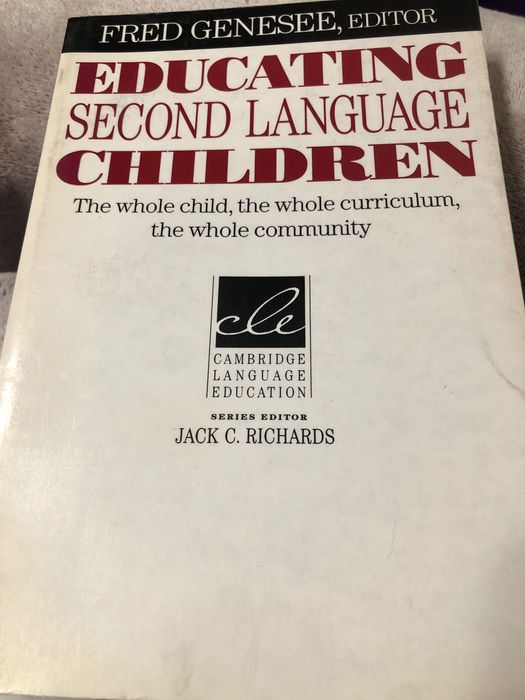 FRED GENESEE, EDITOR
EDUCATING
SECOND LANGUAGE
CHILDREN
The whole child, the whole curriculum,
the whole community
cle
CAMBRIDGE
LANGUAGE
EDUCATION
SERIES EDITOR
JACK C. RICHARDS